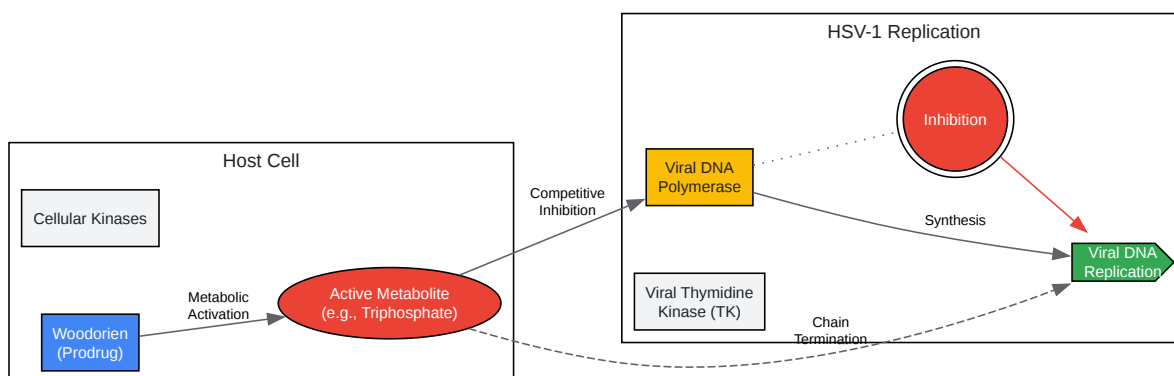 HSV-1 Replication
Inhibition
Host Cell
Viral DNA
Polymerase
Cellular Kinases
Competitive
Inhibition
Synthesis
Viral DNA
Replication
Metabolic
Activation
Active Metabolite
(e.g., Triphosphate)
Viral Thymidine
Kinase (TK)
Woodorien
(Prodrug)
Chain
Termination